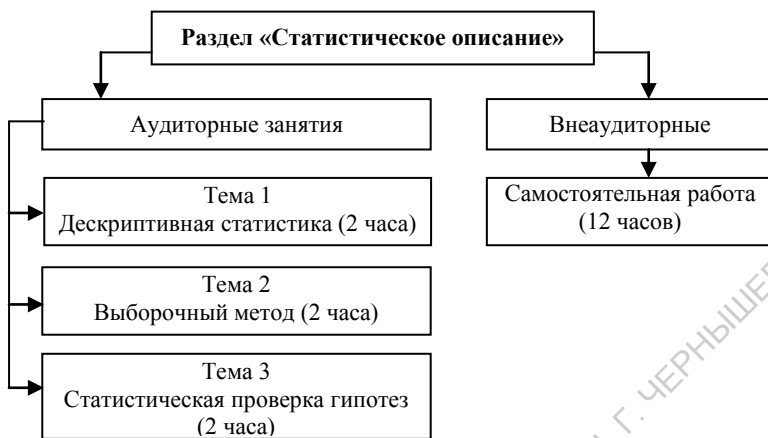 Раздел «Статистическое описание»
Аудиторные занятия
Внеаудиторные
Тема 1
Дескриптивная статистика (2 часа)
Самостоятельная работа
(12 часов)
Тема 2
Выборочный метод (2 часа)
Тема 3
Статистическая проверка гипотез
(2 часа)
Г.